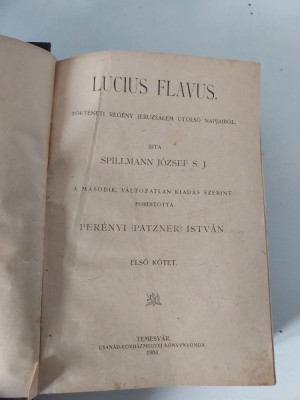 LUCIUS FLAVUS.
TÖRTÉNETI REGÉNY JERUZSÁLEM UTOLSÓ NAPJAIBÓL.
IRTA
SPILLMANN JÓZSEF S. J.
A MÁSODIK, VÁLTOZATLAN KIADÁS SZERINT
FORDITOTTA
PERÉNYI (PATZNER) ISTVÁN.
ELSŐ KÖTET.
TEMESVÁR.
CSANÁD-EGYHÁZMEGYEI KÖNYVNYOMDA.